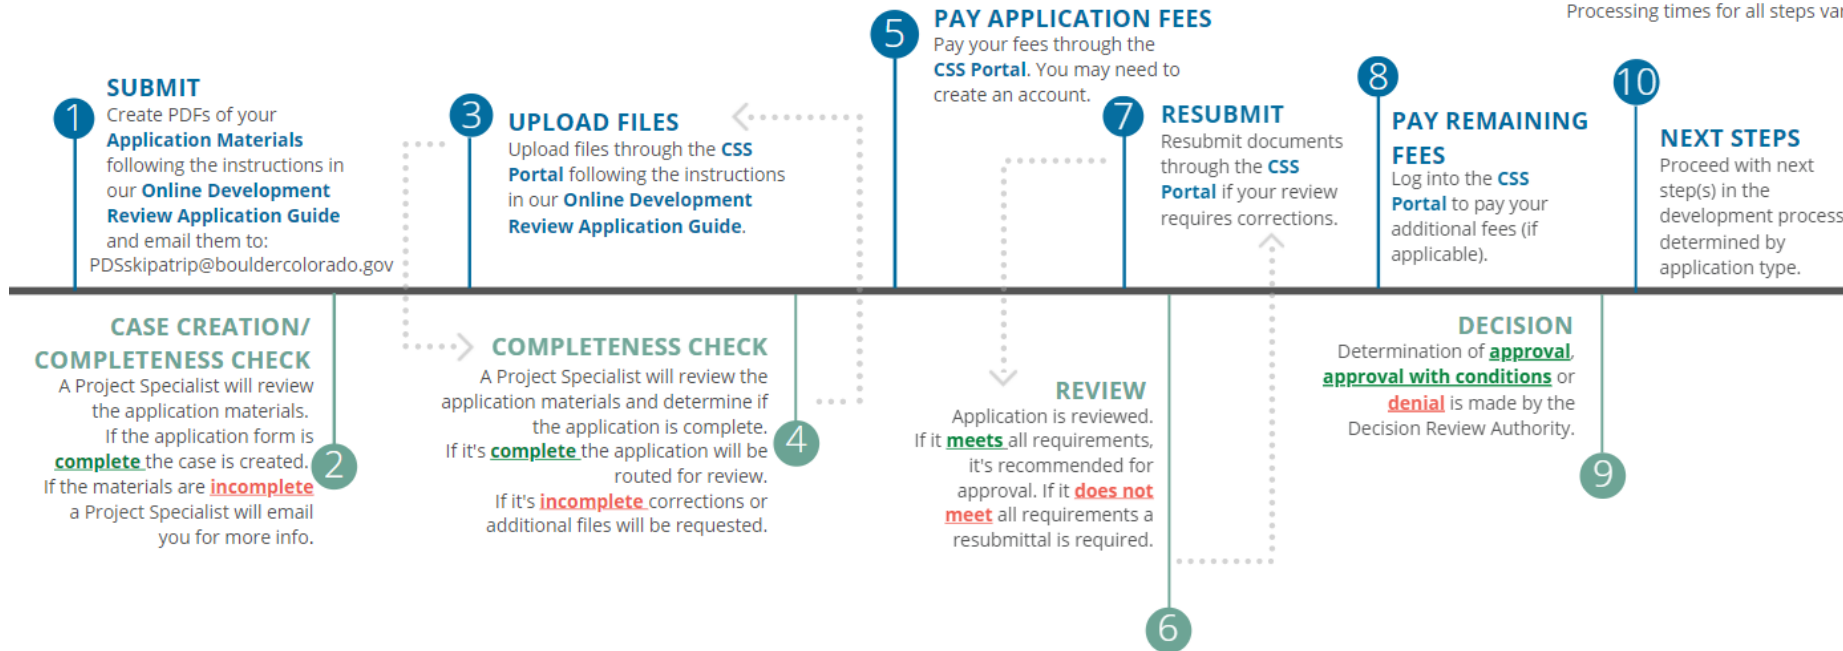 Processing times for all steps var
1
SUBMIT
Create PDFs of your
Application Materials
following the instructions in
our Online Development
Review Application Guide
and email them to:
PDSskipatrip@bouldercolorado.gov
CASE CREATION/
COMPLETENESS CHECK
A Project Specialist will review
the application materials.
If the application form is
complete the case is created.
If the materials are incomplete
a Project Specialist will email
you for more info.
2
3
UPLOAD FILES
Upload files through the CSS
Portal following the instructions
in our Online Development
Review Application Guide.
COMPLETENESS CHECK
A Project Specialist will review the
application materials and determine if
the application is complete.
If it's complete the application will be
routed for review.
If it's incomplete corrections or
additional files will be requested.
4
5
PAY APPLICATION FEES
Pay your fees through the
CSS Portal. You may need to
create an account.
REVIEW
Application is reviewed.
If it meets all requirements,
it's recommended for
approval. If it does not
meet all requirements a
resubmittal is required.
6
7
RESUBMIT
Resubmit documents
through the CSS
Portal if your review
requires corrections.
8
PAY REMAINING
FEES
Log into the CSS
Portal to pay your
additional fees (if
applicable).
DECISION
Determination of approval,
approval with conditions or
denial is made by the
Decision Review Authority.
9
10
NEXT STEPS
Proceed with next
step(s) in the
development process
determined by
application type.